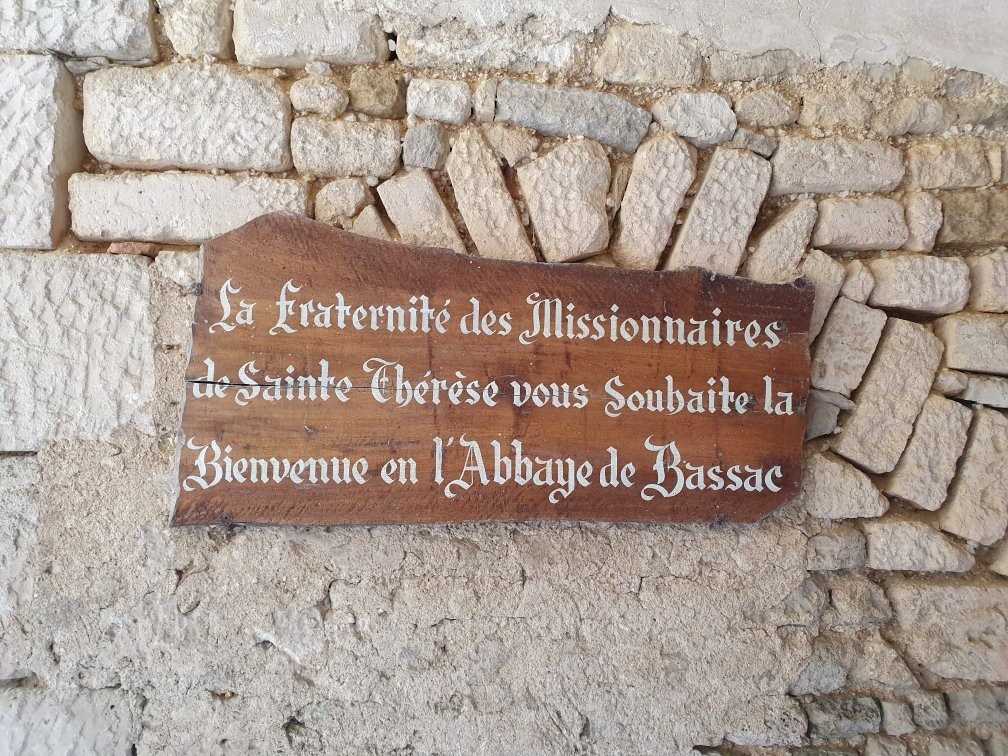 La Fraternité des Missionnaires
de Sainte Thérèse vous Souhaite la
Bienvenue en l'Abbaye de Bassac